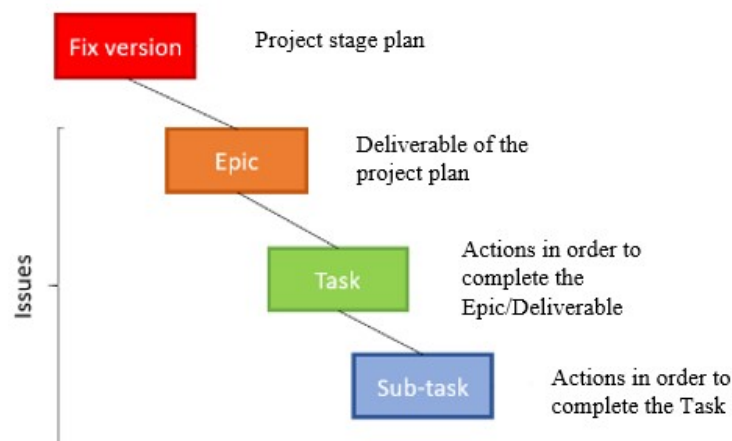 Fix version
Project stage plan
Epic
Deliverable of the
project plan
Issues
Task
Actions in order to
complete the
Epic/Deliverable
Sub-task
Actions in order to
complete the Task